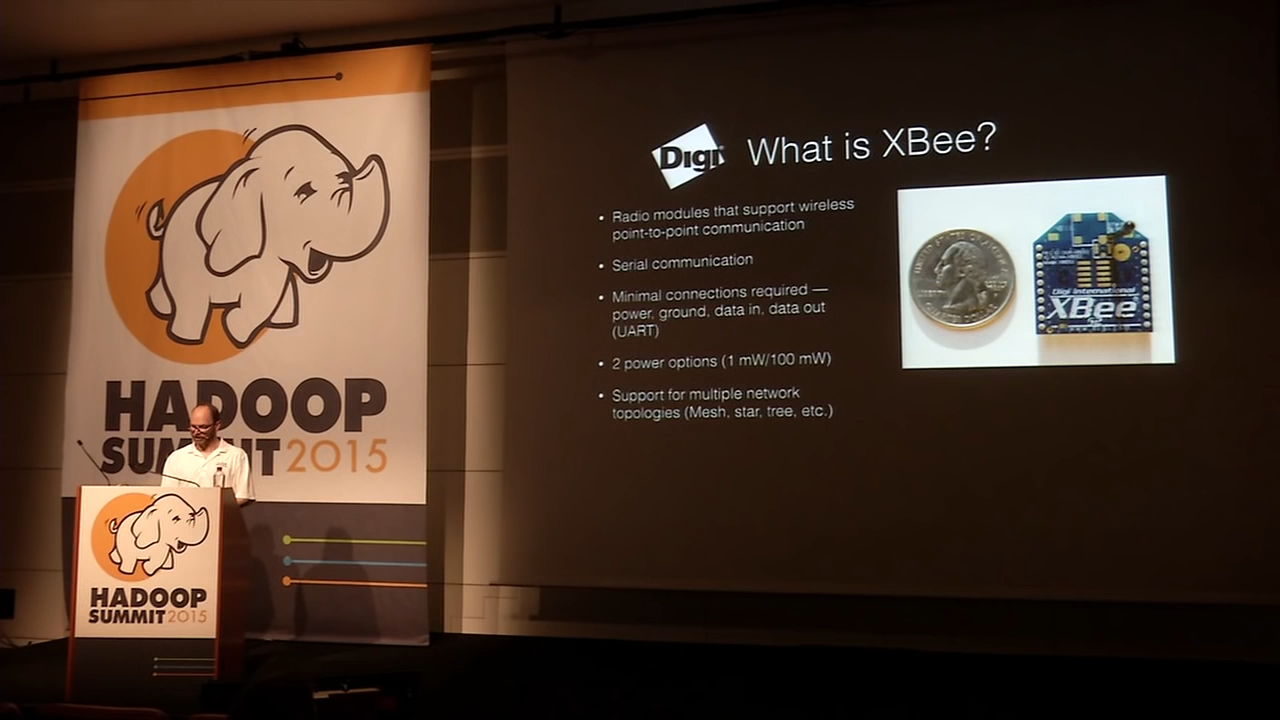 HADOOP
SUMMIT 2015
HADOOP
SUMMIT 2015
Digi
What is XBee?
• Radio modules that support wireless
point-to-point communication
• Serial communication
• Minimal connections required —
power, ground, data in, data out
(UART)
• 2 power options (1 mW/100 mW)
• Support for multiple network
topologies (Mesh, star, tree, etc.)
Digi International
XBee